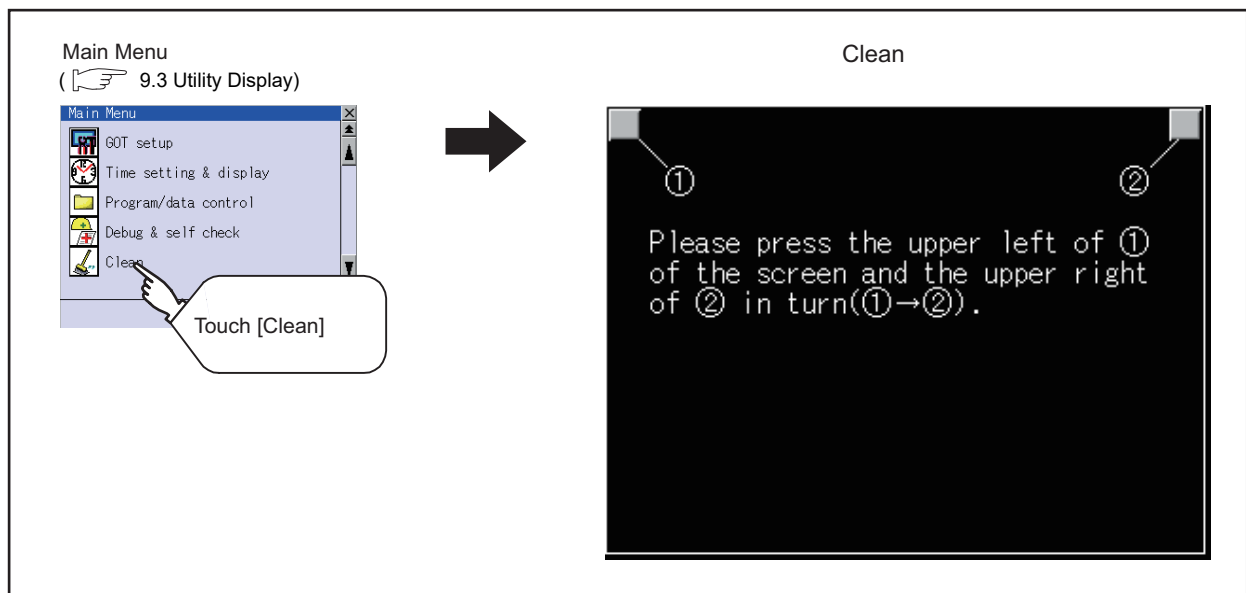 Main Menu
( 9.3 Utility Display)
Main Menu
GOT setup
Time setting & display
Program/data control
Debug & self check
Clean
Touch [Clean]
Clean
①
②
Please press the upper left of ①
of the screen and the upper right
of ② in turn(①→②).